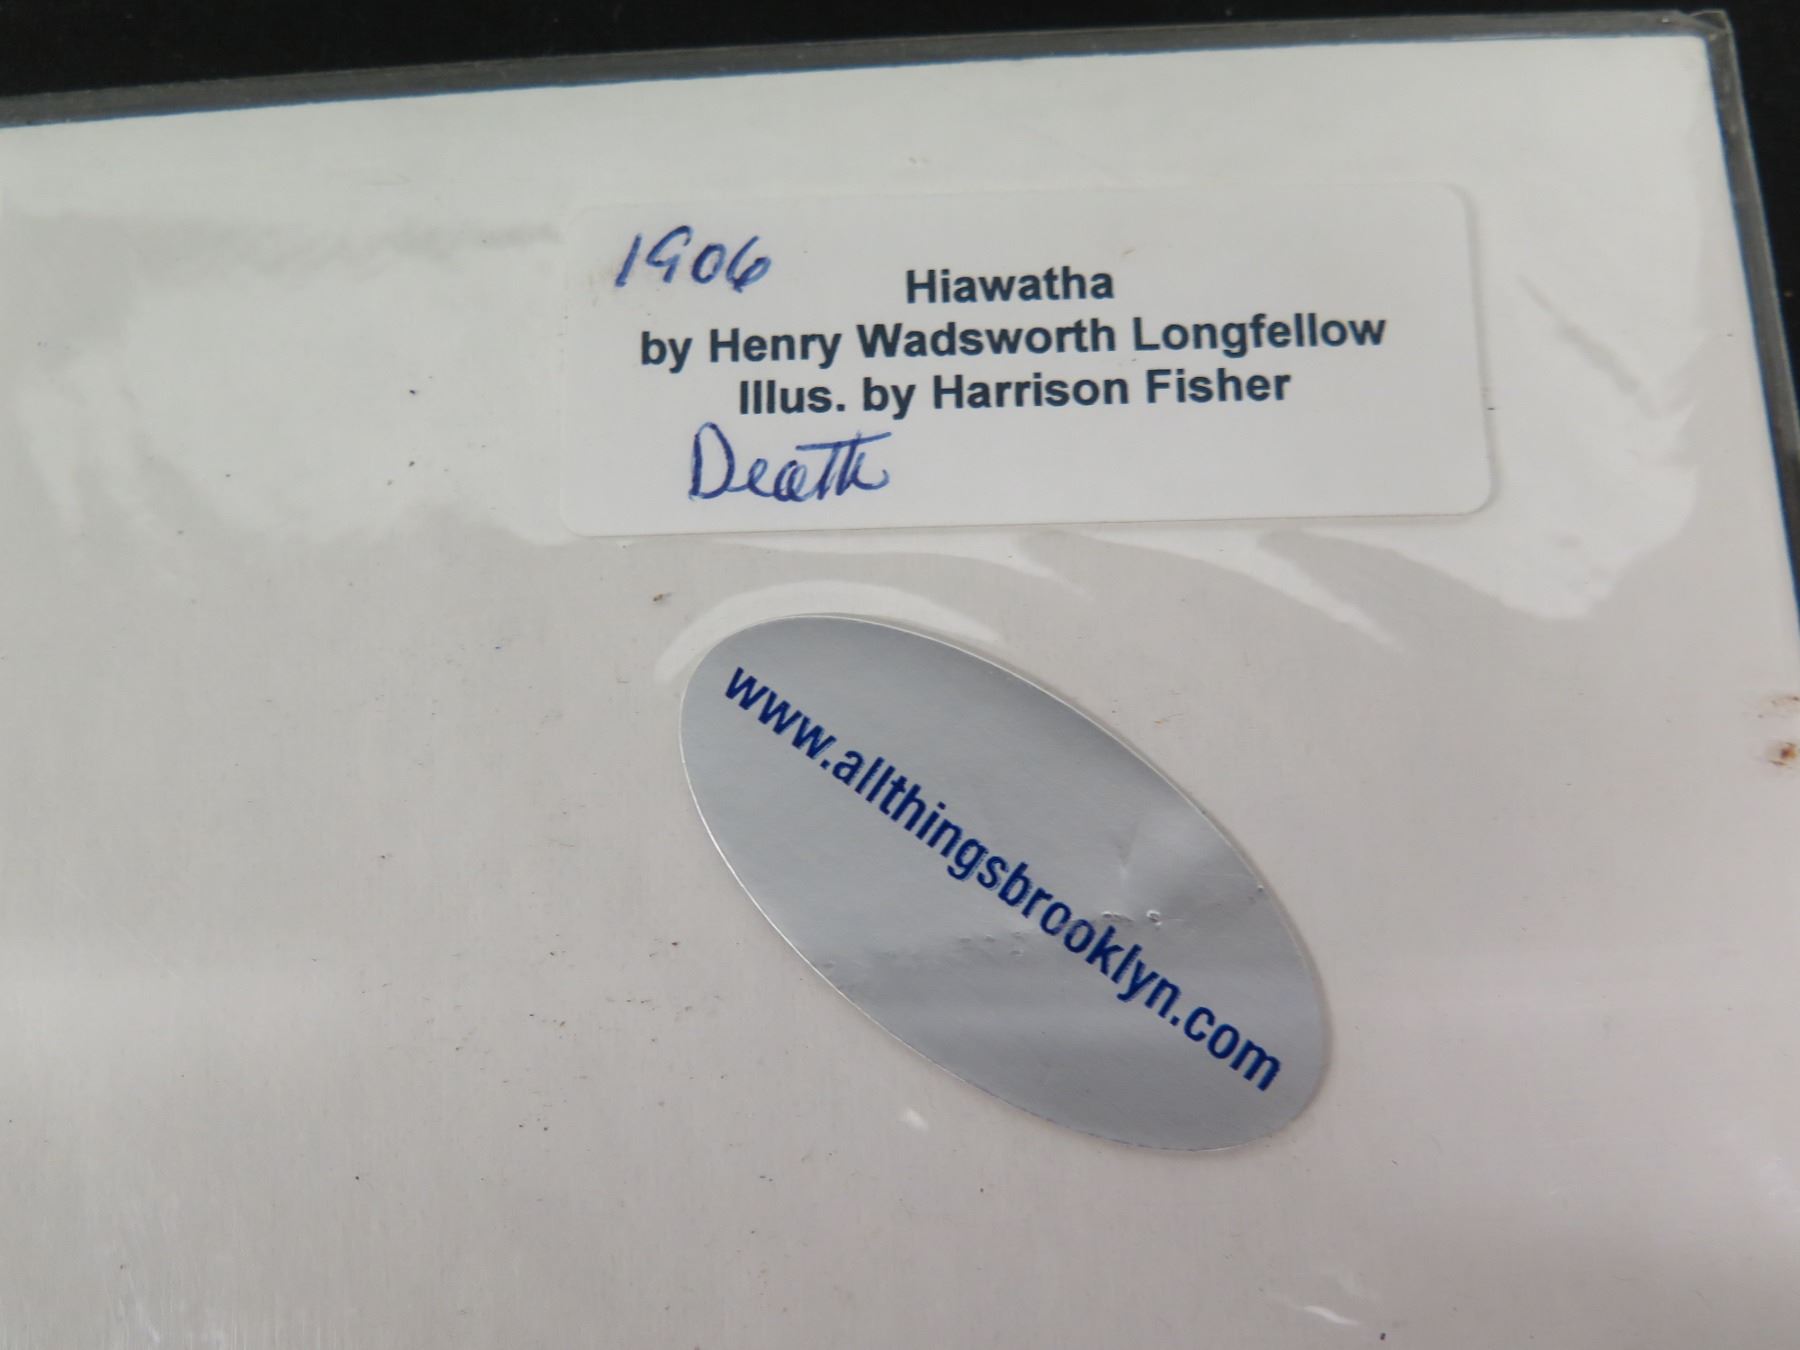 1906
Hiawatha
by Henry Wadsworth Longfellow
Illus. by Harrison Fisher
Death
www.allthingsbrooklyn.com